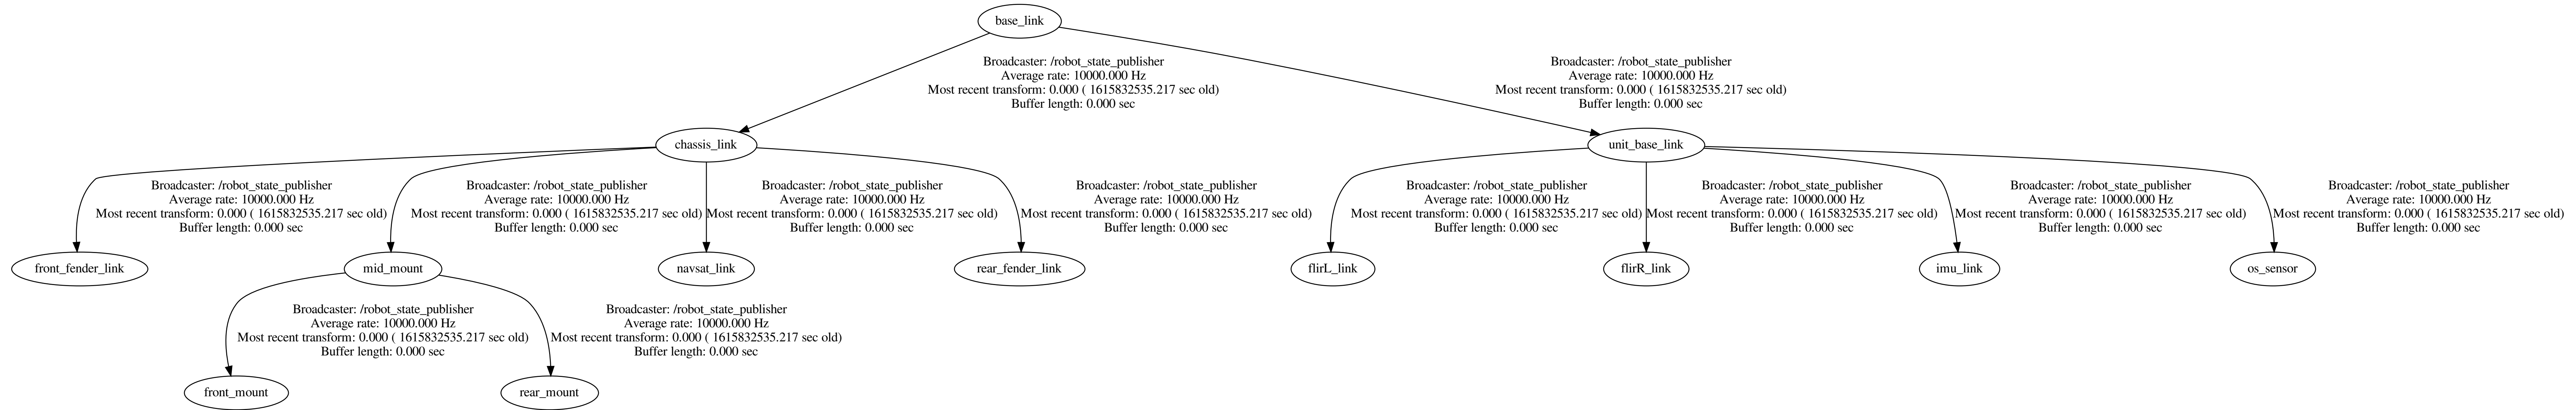 base_link
Broadcaster: /robot_state_publisher
Average rate: 10000.000 Hz
Most recent transform: 0.000 ( 1615832535.217 sec old)
Buffer length: 0.000 sec
Broadcaster: /robot_state_publisher
Average rate: 10000.000 Hz
Most recent transform: 0.000 ( 1615832535.217 sec old)
Buffer length: 0.000 sec
chassis_link
unit_base_link
Broadcaster: /robot_state_publisher
Average rate: 10000.000 Hz
Most recent transform: 0.000 ( 1615832535.217 sec old)
Buffer length: 0.000 sec
Broadcaster: /robot_state_publisher
Average rate: 10000.000 Hz
Most recent transform: 0.000 ( 1615832535.217 sec old)
Buffer length: 0.000 sec
Broadcaster: /robot_state_publisher
Average rate: 10000.000 Hz
Most recent transform: 0.000 ( 1615832535.217 sec old)
Buffer length: 0.000 sec
Broadcaster: /robot_state_publisher
Average rate: 10000.000 Hz
Most recent transform: 0.000 ( 1615832535.217 sec old)
Buffer length: 0.000 sec
Broadcaster: /robot_state_publisher
Average rate: 10000.000 Hz
Most recent transform: 0.000 ( 1615832535.217 sec old)
Buffer length: 0.000 sec
Broadcaster: /robot_state_publisher
Average rate: 10000.000 Hz
Most recent transform: 0.000 ( 1615832535.217 sec old)
Buffer length: 0.000 sec
Broadcaster: /robot_state_publisher
Average rate: 10000.000 Hz
Most recent transform: 0.000 ( 1615832535.217 sec old)
Buffer length: 0.000 sec
Broadcaster: /robot_state_publisher
Average rate: 10000.000 Hz
Most recent transform: 0.000 ( 1615832535.217 sec old)
Buffer length: 0.000 sec
front_fender_link
mid_mount
navsat_link
rear_fender_link
flirL_link
flirR_link
imu_link
os_sensor
Broadcaster: /robot_state_publisher
Average rate: 10000.000 Hz
Most recent transform: 0.000 ( 1615832535.217 sec old)
Buffer length: 0.000 sec
Broadcaster: /robot_state_publisher
Average rate: 10000.000 Hz
Most recent transform: 0.000 ( 1615832535.217 sec old)
Buffer length: 0.000 sec
front_mount
rear_mount